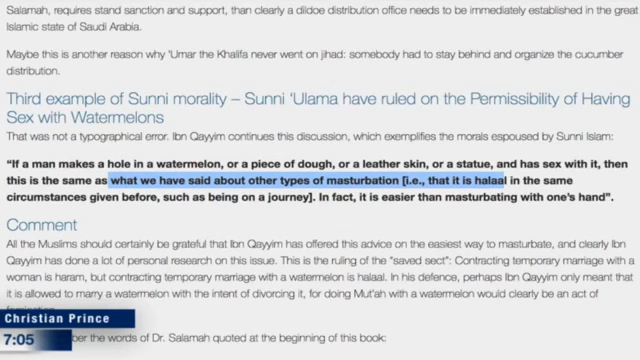 Salamah, requires stand sanction and support, than clearly a dildoe distribution office needs to be immediately established in the great
Islamic state of Saudi Arabia.
Maybe this is another reason why 'Umar the Khalifa never went on jihad: somebody had to stay behind and organize the cucumber
distribution.
Third example of Sunni morality – Sunni 'Ulama have ruled on the Permissibility of Having
Sex with Watermelons
That was not a typographical error. Ibn Qayyim continues this discussion, which exemplifies the morals espoused by Sunni Islam:
"If a man makes a hole in a watermelon, or a piece of dough, or a leather skin, or a statue, and has sex with it, then
this is the same as what we have said about other types of masturbation [i.e., that it is halaal in the same
circumstances given before, such as being on a journey]. In fact, it is easier than masturbating with one's hand".
Comment
All the Muslims should certainly be grateful that Ibn Qayyim has offered this advice on the easiest way to masturbate, and clearly Ibn
Qayyim has done a lot of personal research on this issue. This is the ruling of the "saved sect": Contracting temporary marriage with a
woman is haram, but contracting temporary marriage with a watermelon is halaal. In his defence, perhaps Ibn Qayyim only meant that
it is allowed to marry a watermelon with the intent of divorcing it, for doing Mut'ah with a watermelon would clearly be an act of
Christian Prince
7:05
ber the words of Dr. Salamah quoted at the beginning of this book: